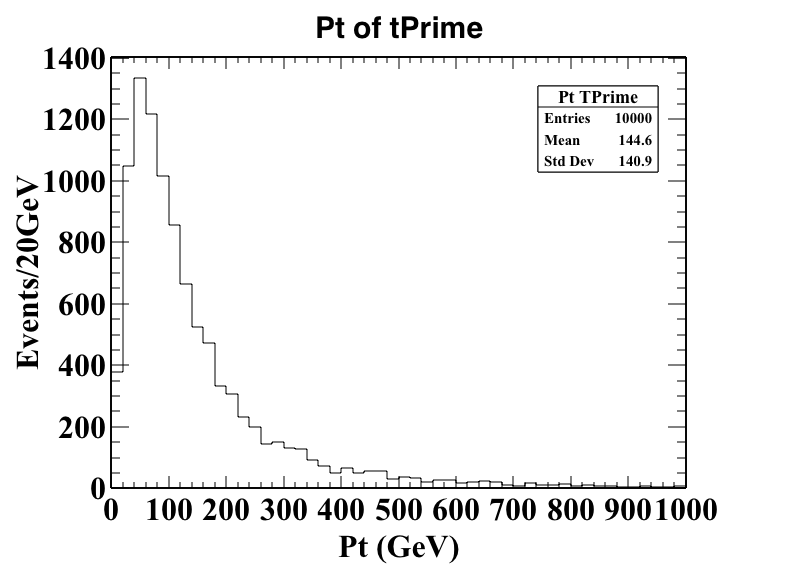 Pt of tPrime
Pt TPrime
Entries 10000
Mean 144.6
Std Dev 140.9
Events/20GeV
1400
1200
1000
800
600
400
200
0
0 100 200 300 400 500 600 700 800 900 1000
Pt (GeV)